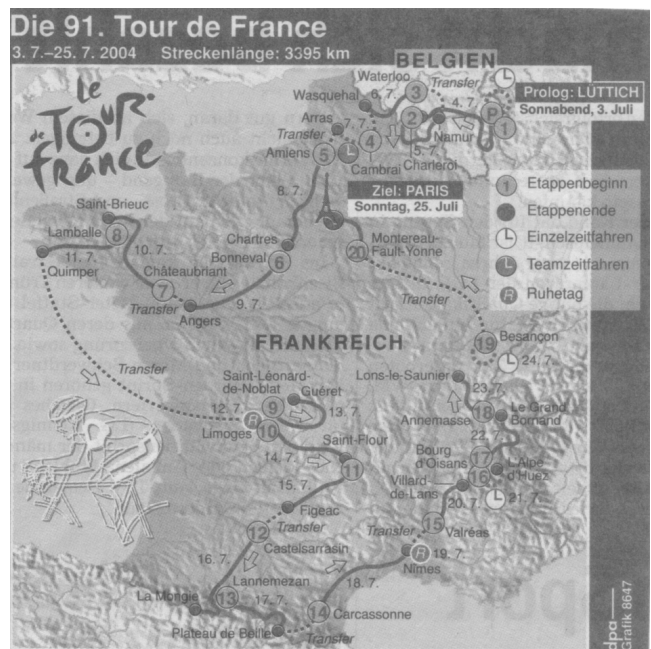 Die 91. Tour de France
3. 7.–25. 7. 2004 Streckenlänge: 3395 km
Le
TOUR
de
france
BELGIEN
Waterloo
Transfer
Wasquehal
6. 7.
3
4. 7.
Prolog: LÜTTICH
Sonnabend, 3. Juli
Arras
7. 7.
2
P
1
Transfer
4
5. 7.
Namur
Amiens
5
Cambrai
Charleroi
8. 7.
Ziel: PARIS
Sonntag, 25. Juli
1 Etappenbeginn
Etappenende
Einzelzeitfahren
Teamzeitfahren
R Ruhetag
Saint-Brieuc
Lamballe
8
Chartres
Bonneval
6
20
Montereau-
Fault-Yonne
11. 7.
10. 7.
Quimper
Châteaubriant
7
Transfer
9. 7.
Angers
Transfer
Besançon
19
24. 7.
FRANKREICH
Transfer
Saint-Léonard-
de-Noblat
Guéret
Lons-le-Saunier
23. 7.
12. 7.
9
13. 7.
R
Limoges
10
Annemasse
18
Le Grand
Bornand
14. 7.
Saint-Flour
11
22. 7.
Bourg
d'Oisans
17
L'Alpe
d'Huez
16
15. 7.
Villard-
de-Lans
20. 7.
21. 7.
Figeac
12
Transfer
Castelsarrasin
15
Valréas
Transfer
R
19. 7.
Nîmes
16. 7.
Lannemezan
18. 7.
La Mongie
13
17. 7.
14
Carcassonne
Plateau de Beille
Transfer
dpa
Grafik 8647